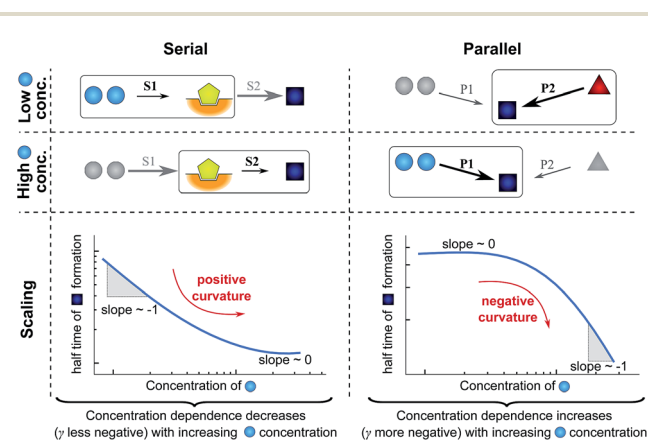 Serial
Parallel
Low
conc.
S1
S2
P1
P2
High
conc.
S1
S2
P1
P2
Scaling
half time of formation
positive
curvature
slope ~ -1
slope ~ 0
Concentration of
half time of formation
slope ~ 0
negative
curvature
slope ~ -1
Concentration of
Concentration dependence decreases
(γ less negative) with increasing concentration
Concentration dependence increases
(γ more negative) with increasing concentration